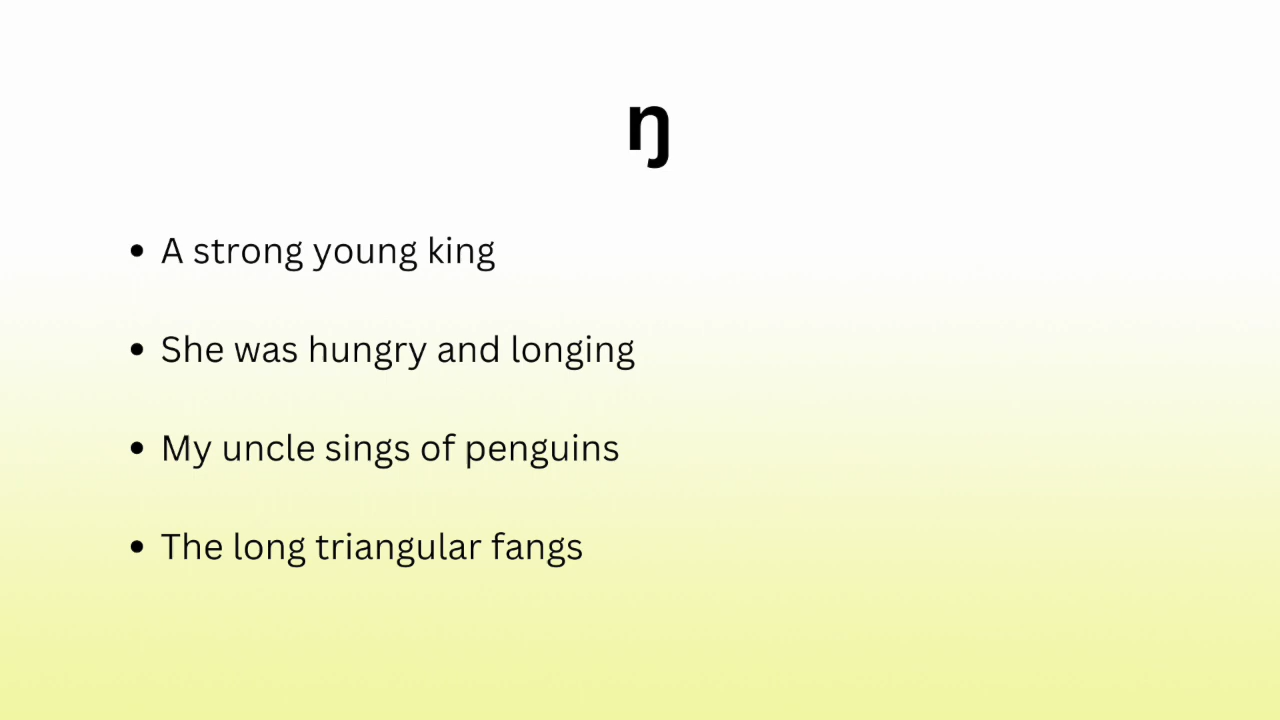 ŋ
• A strong young king
• She was hungry and longing
• My uncle sings of penguins
• The long triangular fangs